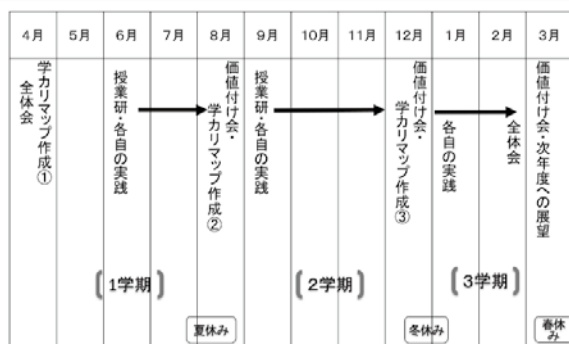 4月
5月
6月
7月
8月
9月
10月
11月
12月
1月
2月
3月
学カリマップ作成①
全体会
授業研・各自の実践
価値付け会・
学カリマップ作成②
授業研・各自の実践
価値付け会・
学カリマップ作成③
各自の実践
全体会
価値付け会・次年度への展望
1学期
2学期
3学期
夏休み
冬休み
春休
み